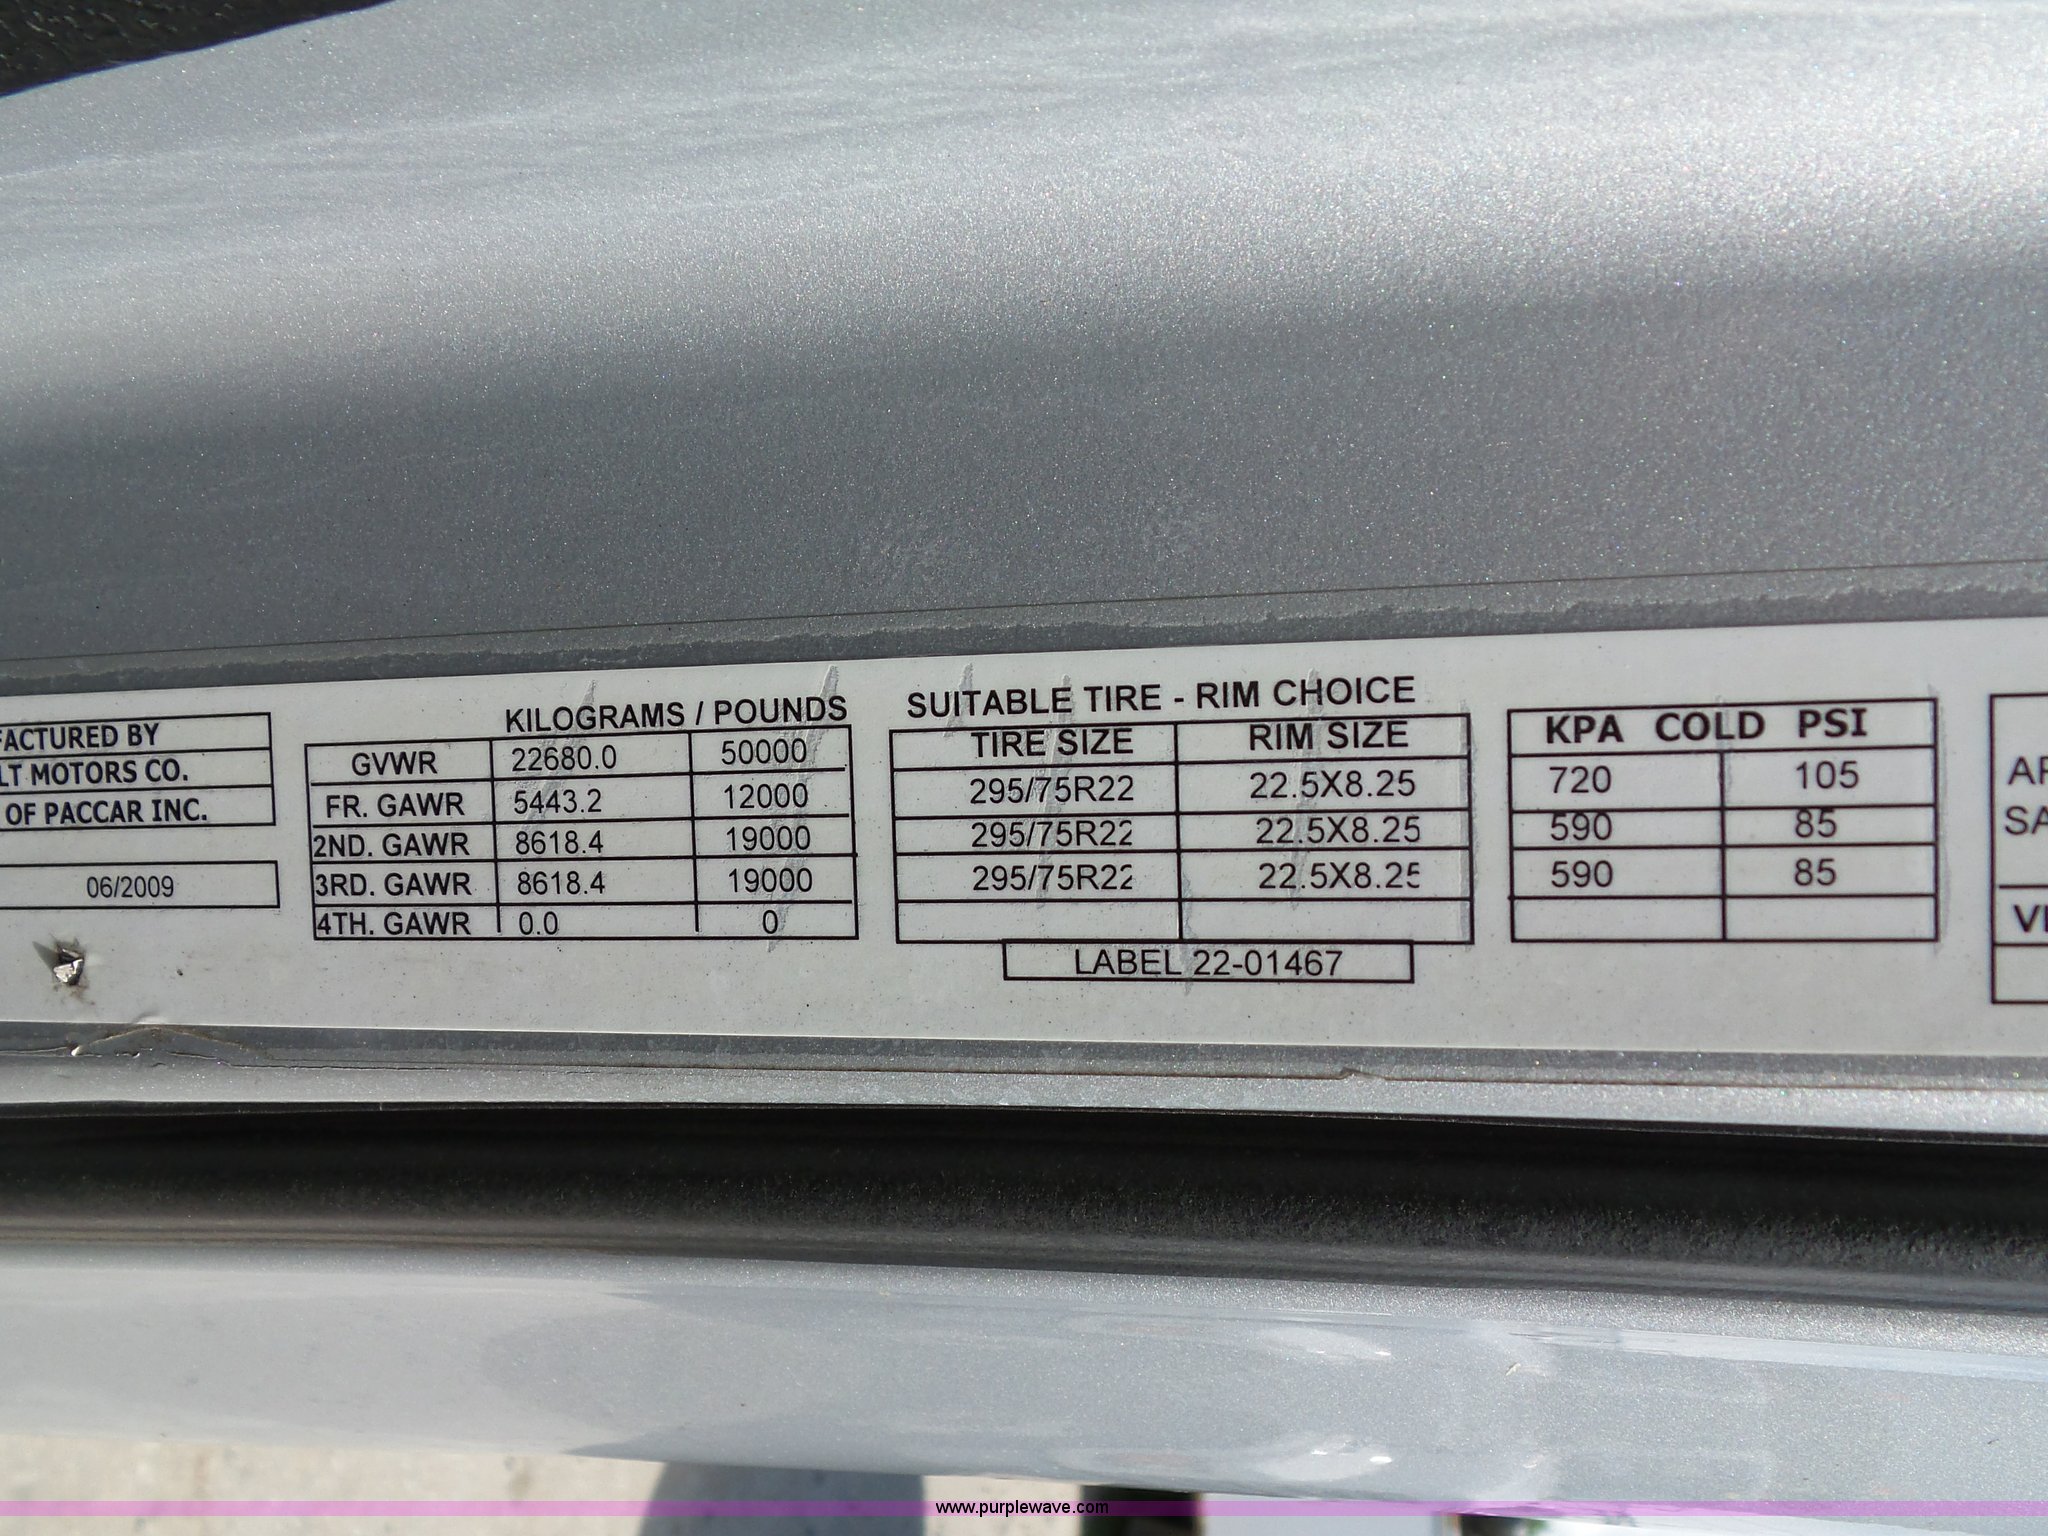 FACTURED BY
LT MOTORS CO.
OF PACCAR INC.
06/2009
KILOGRAMS / POUNDS
GVWR 22680.0 50000
FR. GAWR 5443.2 12000
2ND. GAWR 8618.4 19000
3RD. GAWR 8618.4 19000
4TH. GAWR 0.0 0
SUITABLE TIRE - RIM CHOICE
TIRE SIZE RIM SIZE
295/75R22 22.5X8.25
295/75R22 22.5X8.25
295/75R22 22.5X8.25
LABEL 22-01467
KPA COLD PSI
720 105
590 85
590 85
SA
www.purplewave.com